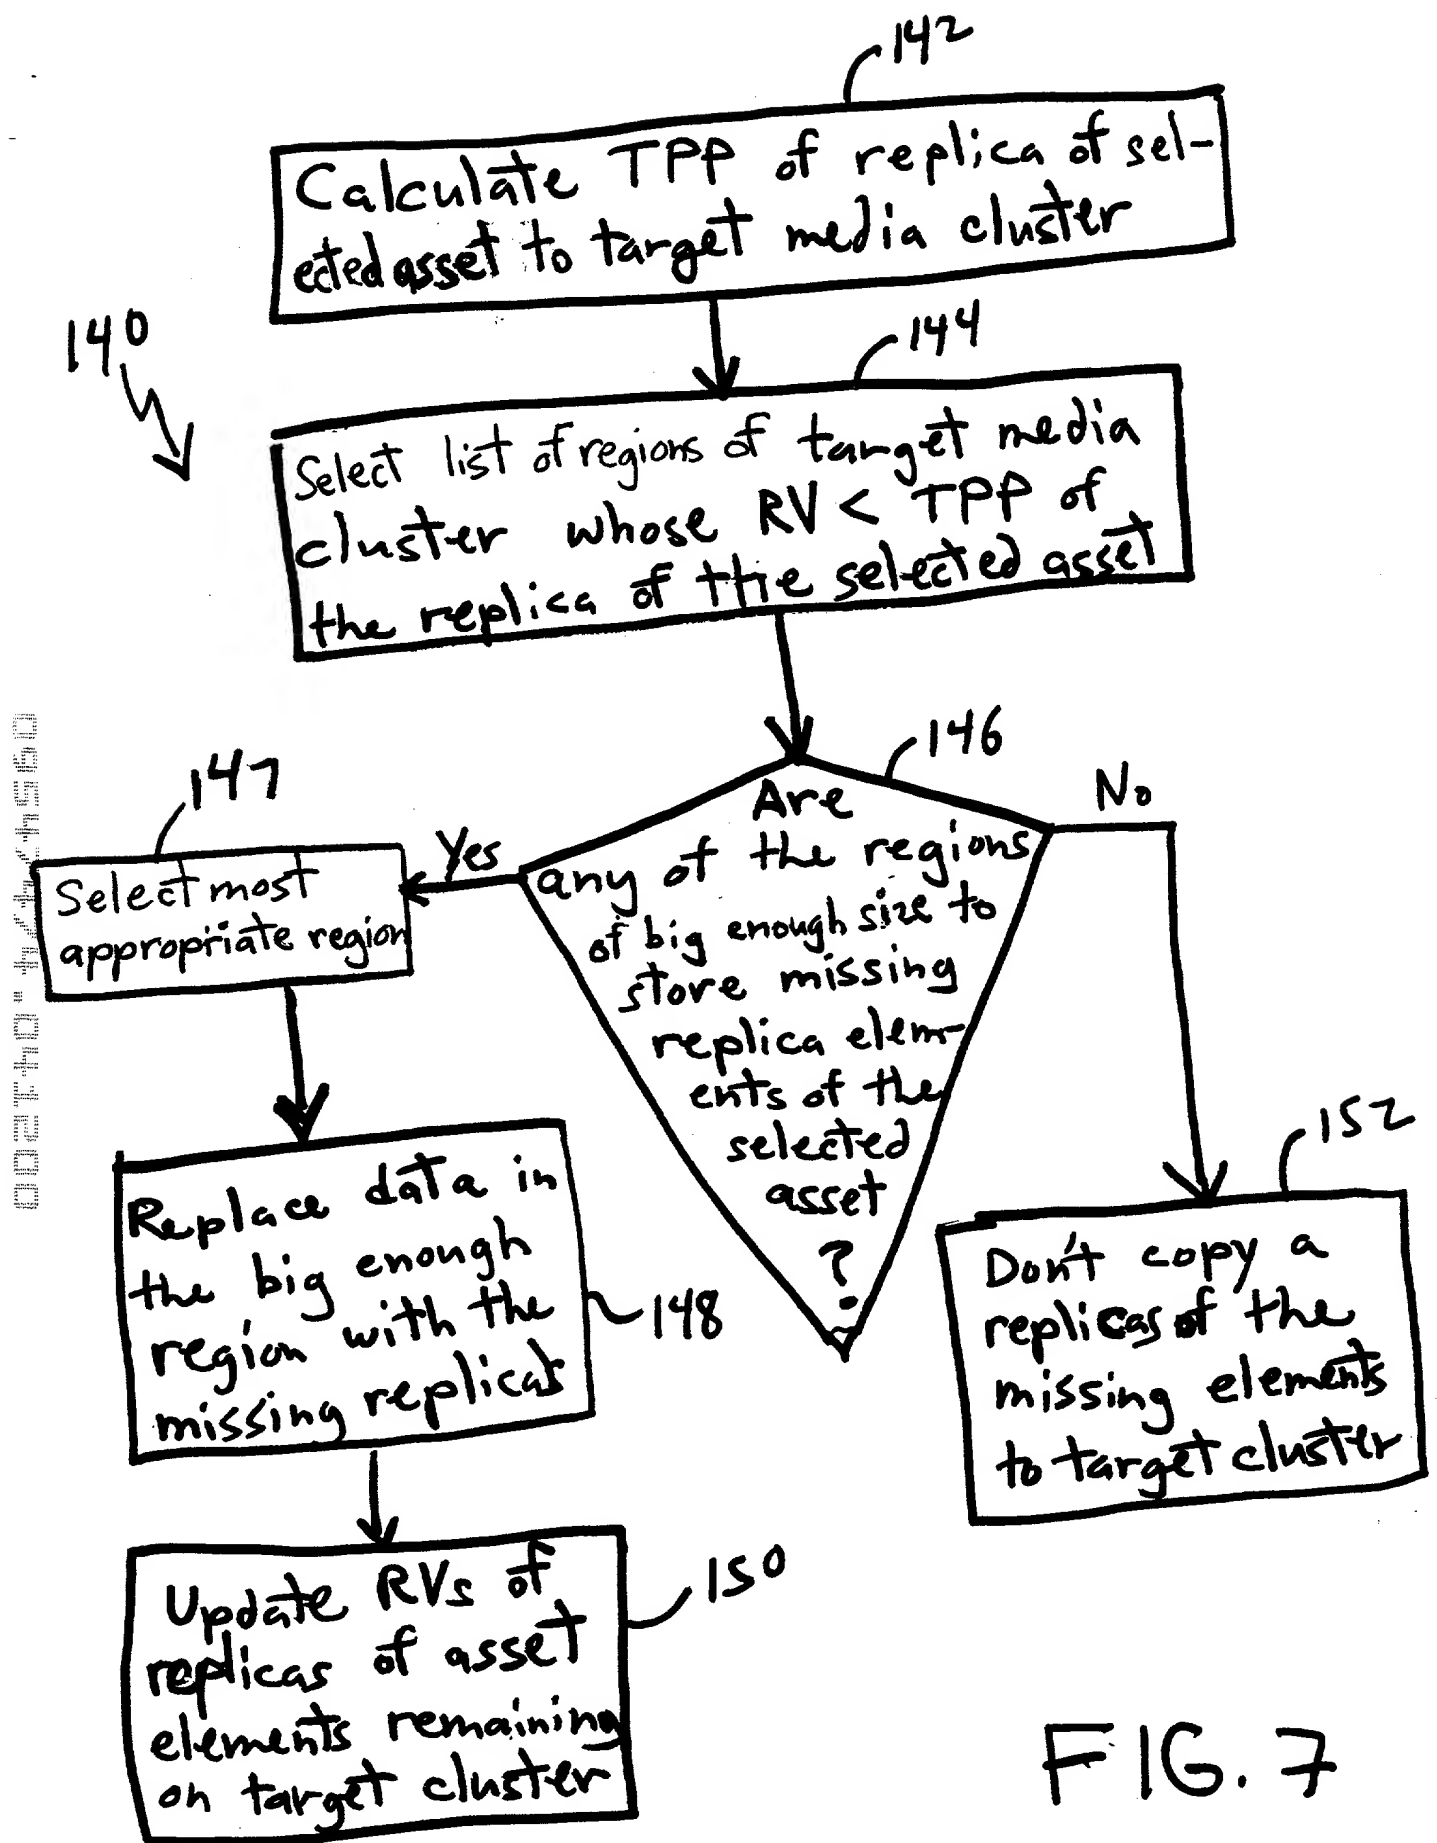 142
Calculate TPP of replica of sel-
ected asset to target media cluster
140
144
Select list of regions of target media
cluster whose RV < TPP of
the replica of the selected asset
146
147
No
Yes
Are
any of the regions
of big enough size to
store missing
replica elem-
ents of the
selected
asset
?
Select most
appropriate region
152
Replace data in
the big enough
region with the
missing replicas
148
Don't copy a
replicas of the
missing elements
to target cluster
150
Update RVs of
replicas of asset
elements remaining
on target cluster
FIG. 7